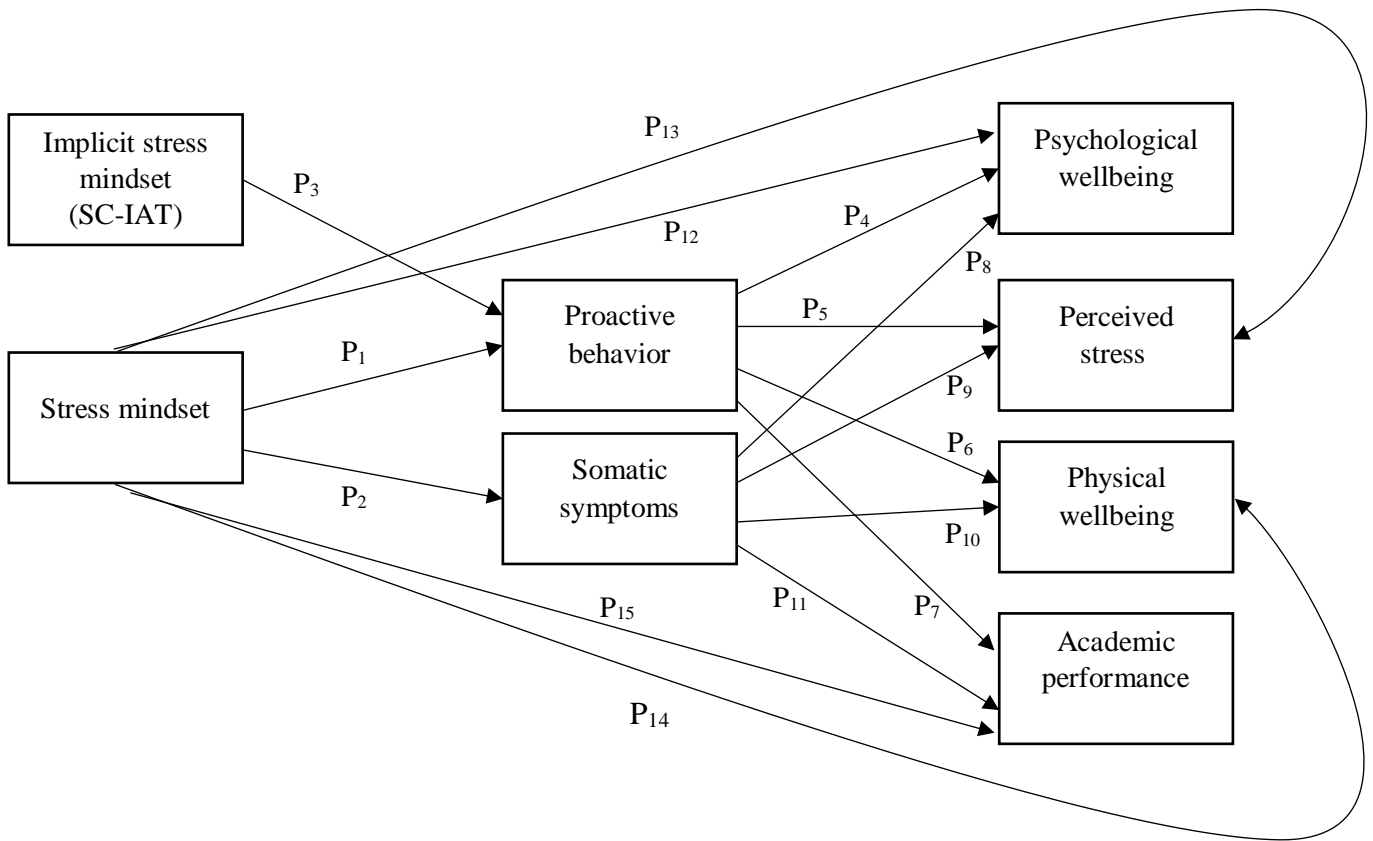 Implicit stress
mindset
(SC-IAT)
Stress mindset
Proactive
behavior
Somatic
symptoms
Psychological
wellbeing
Perceived
stress
Physical
wellbeing
Academic
performance
P13
P3
P12
P4
P8
P5
P1
P9
P6
P2
P10
P11
P7
P15
P14